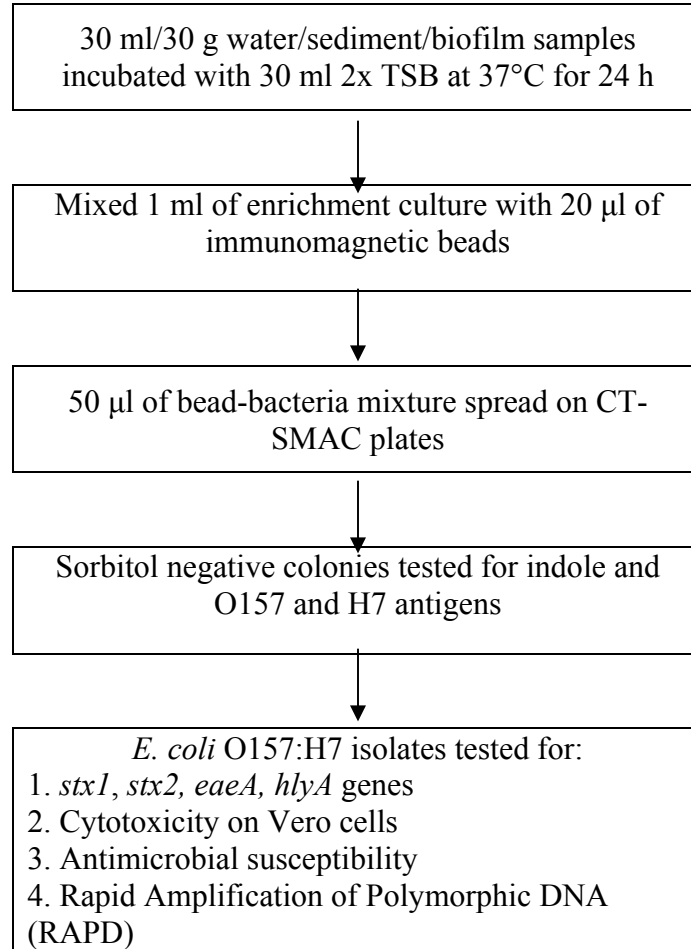 30 ml/30 g water/sediment/biofilm samples
incubated with 30 ml 2x TSB at 37°C for 24 h
Mixed 1 ml of enrichment culture with 20 μl of
immunomagnetic beads
50 μl of bead-bacteria mixture spread on CT-
SMAC plates
Sorbitol negative colonies tested for indole and
O157 and H7 antigens
E. coli O157:H7 isolates tested for:
1. stx1, stx2, eaeA, hlyA genes
2. Cytotoxicity on Vero cells
3. Antimicrobial susceptibility
4. Rapid Amplification of Polymorphic DNA
(RAPD)